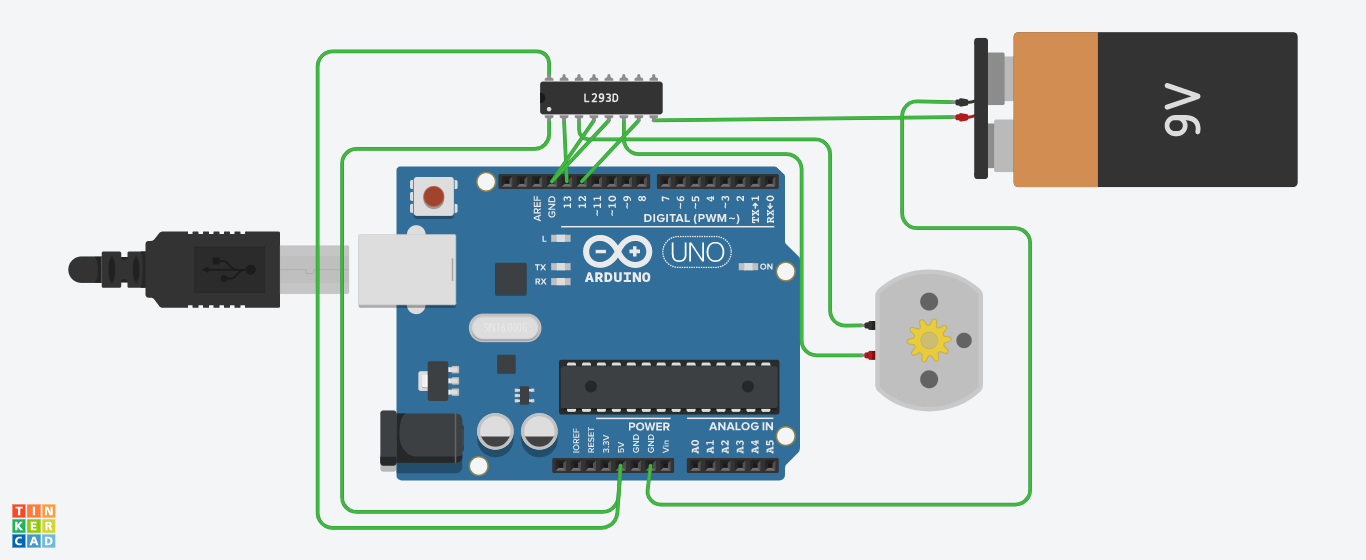 L293D
9V
AREF
GND
13
12
~11
~10
~9
8
7
~6
~5
4
~3
2
TX→1
RX←0
DIGITAL (PWM~)
L
TX
RX
ARDUINO
UNO
ON
POWER
ANALOG IN
IOREF
RESET
3.3V
5V
GND
GND
Vin
A0
A1
A2
A3
A4
A5
TIN
KER
CAD